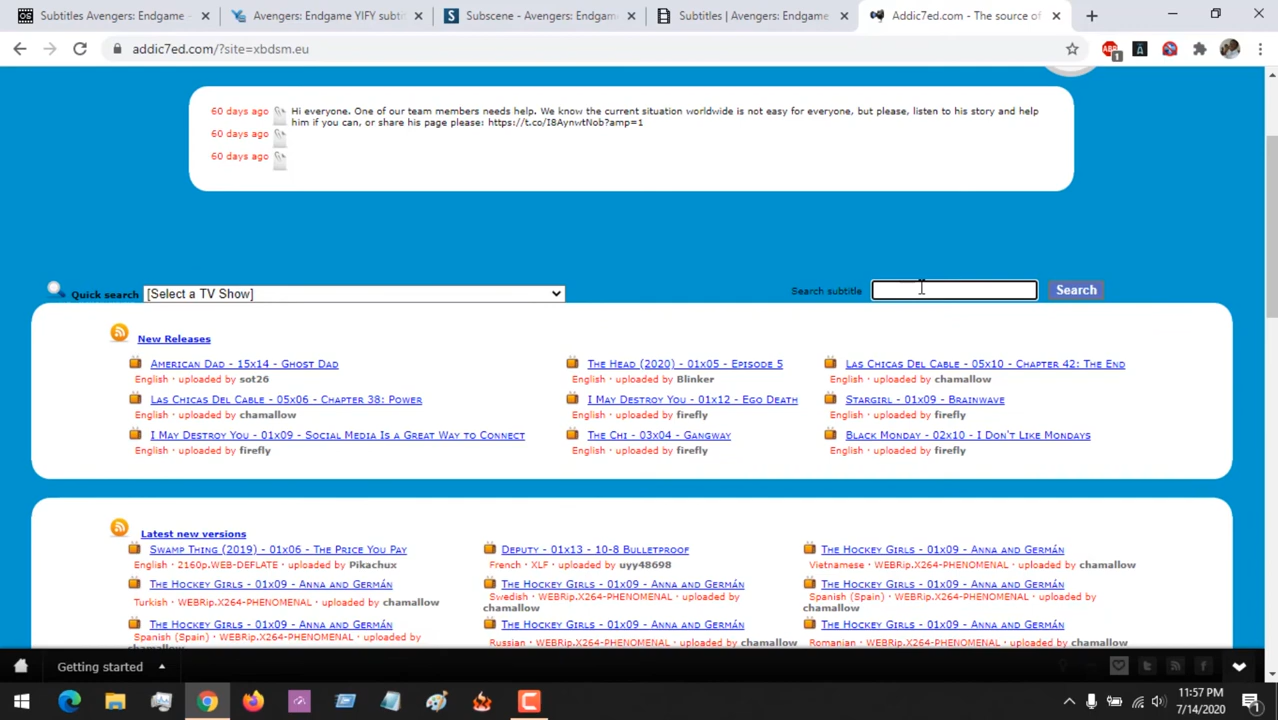 Subtitles Avengers: Endgame -
Avengers: Endgame YIFY subti
Subscene - Avengers: Endgam
Subtitles | Avengers: Endgame
Addic7ed.com - The source of
addic7ed.com/?site=xbdsm.eu
60 days ago Hi everyone. One of our team members needs help. We know the current situation worldwide is not easy for everyone, but please, listen to his story and help
him if you can, or share his page please: https://t.co/I8AynwtNob?amp=1
60 days ago
60 days ago
Quick search [Select a TV Show] Search subtitle Search
New Releases
American Dad - 15x14 - Ghost Dad The Head (2020) - 01x05 - Episode 5 Las Chicas Del Cable - 05x10 - Chapter 42: The End
English · uploaded by sot26 English · uploaded by Blinker English · uploaded by chamallow
Las Chicas Del Cable - 05x06 - Chapter 38: Power I May Destroy You - 01x12 - Ego Death Stargirl - 01x09 - Brainwave
English · uploaded by chamallow English · uploaded by firefly English · uploaded by firefly
I May Destroy You - 01x09 - Social Media Is a Great Way to Connect The Chi - 03x04 - Gangway Black Monday - 02x10 - I Don't Like Mondays
English · uploaded by firefly English · uploaded by firefly English · uploaded by firefly
Latest new versions
Swamp Thing (2019) - 01x06 - The Price You Pay Deputy - 01x13 - 10-8 Bulletproof The Hockey Girls - 01x09 - Anna and Germán
English · 2160p.WEB-DEFLATE · uploaded by Pikachux French · XLF · uploaded by uyy48698 Vietnamese · WEBRip.X264-PHENOMENAL · uploaded by chamallow
The Hockey Girls - 01x09 - Anna and Germán The Hockey Girls - 01x09 - Anna and Germán The Hockey Girls - 01x09 - Anna and Germán
Turkish · WEBRip.X264-PHENOMENAL · uploaded by chamallow Swedish · WEBRip.X264-PHENOMENAL · uploaded by Spanish (Spain) · WEBRip.X264-PHENOMENAL · uploaded by
chamallow chamallow
The Hockey Girls - 01x09 - Anna and Germán The Hockey Girls - 01x09 - Anna and Germán The Hockey Girls - 01x09 - Anna and Germán
Spanish (Spain) · WEBRip.X264-PHENOMENAL · uploaded by Russian · WEBRip.X264-PHENOMENAL · uploaded by chamallow Romanian · WEBRip.X264-PHENOMENAL · uploaded by chamallow
Getting started
11:57 PM
7/14/2020